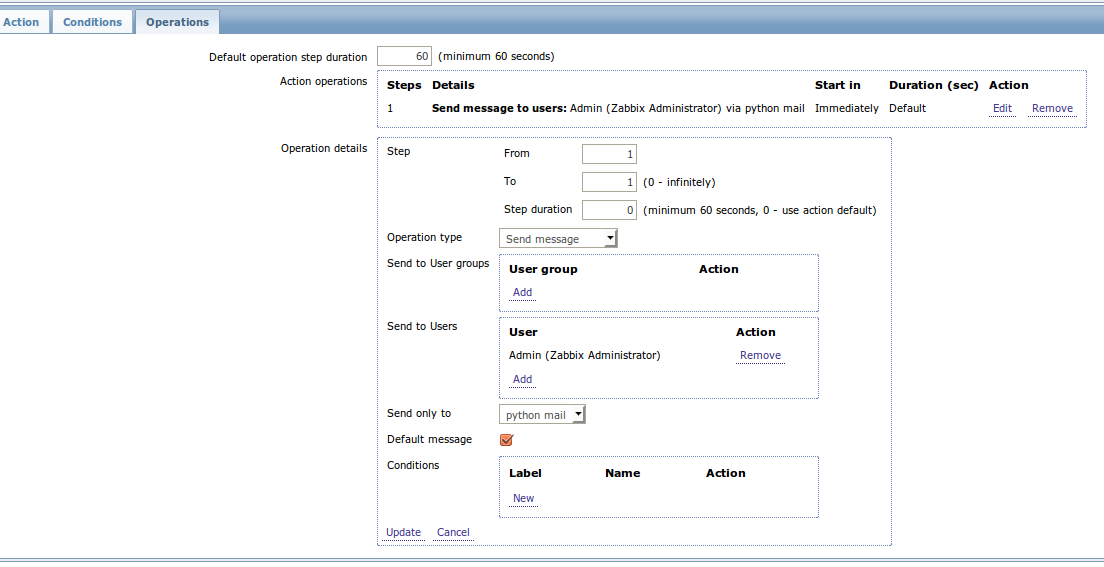 Action Conditions Operations
Default operation step duration 60 (minimum 60 seconds)
Action operations Steps Details Start in Duration (sec) Action
1 Send message to users: Admin (Zabbix Administrator) via python mail Immediately Default Edit Remove
Operation details Step From 1
To 1 (0 - infinitely)
Step duration 0 (minimum 60 seconds, 0 - use action default)
Operation type Send message
Send to User groups User group Action
Add
Send to Users User Action
Admin (Zabbix Administrator) Remove
Add
Send only to python mail
Default message
Conditions Label Name Action
New
Update Cancel